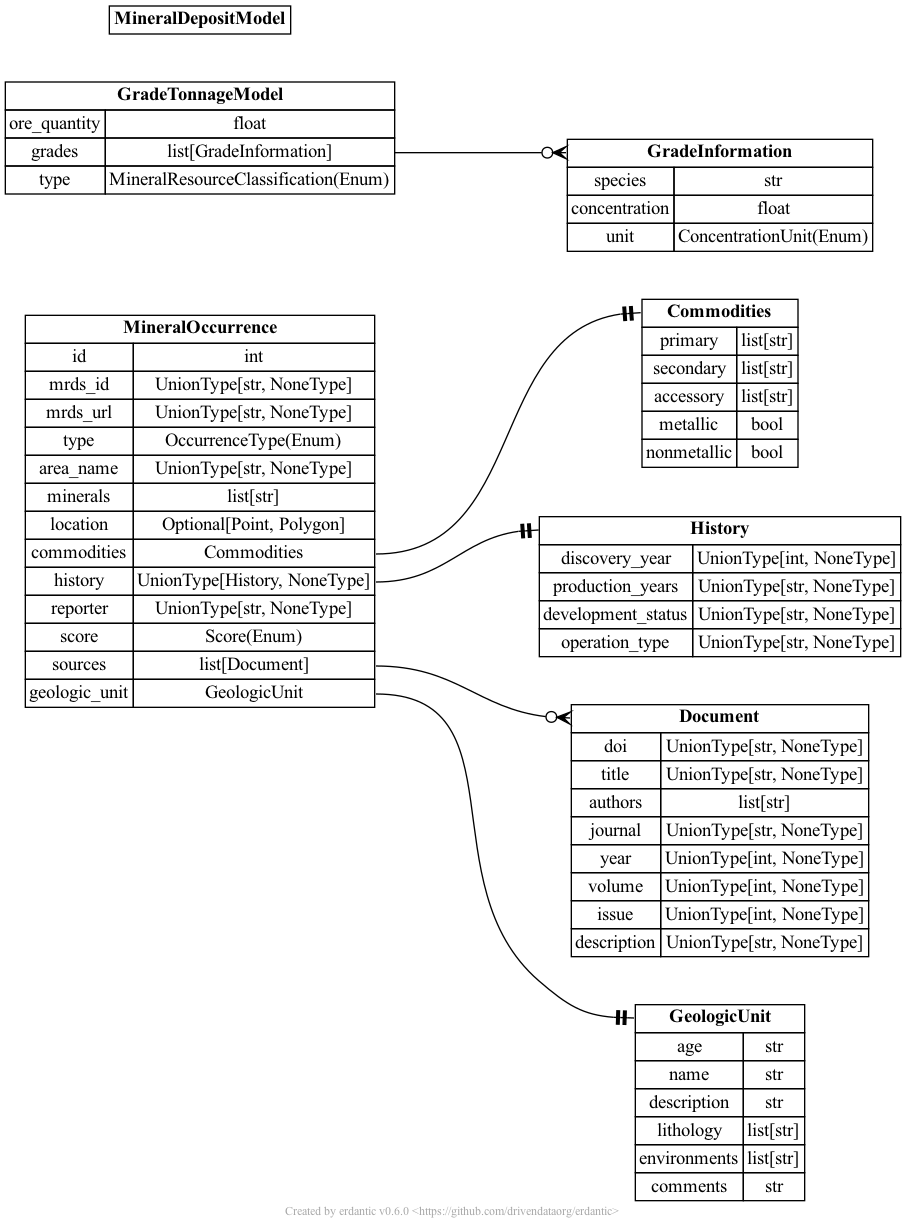 MineralDepositModel
GradeTonnageModel
ore_quantity float
grades list[GradeInformation]
type MineralResourceClassification(Enum)
GradeInformation
species str
concentration float
unit ConcentrationUnit(Enum)
MineralOccurrence
id int
mrds_id UnionType[str, NoneType]
mrds_url UnionType[str, NoneType]
type OccurrenceType(Enum)
area_name UnionType[str, NoneType]
minerals list[str]
location Optional[Point, Polygon]
commodities Commodities
history UnionType[History, NoneType]
reporter UnionType[str, NoneType]
score Score(Enum)
sources list[Document]
geologic_unit GeologicUnit
Commodities
primary list[str]
secondary list[str]
accessory list[str]
metallic bool
nonmetallic bool
History
discovery_year UnionType[int, NoneType]
production_years UnionType[str, NoneType]
development_status UnionType[str, NoneType]
operation_type UnionType[str, NoneType]
Document
doi UnionType[str, NoneType]
title UnionType[str, NoneType]
authors list[str]
journal UnionType[str, NoneType]
year UnionType[int, NoneType]
volume UnionType[int, NoneType]
issue UnionType[int, NoneType]
description UnionType[str, NoneType]
GeologicUnit
age str
name str
description str
lithology list[str]
environments list[str]
comments str
Created by erdantic v0.6.0 <https://github.com/drivendataorg/erdantic>